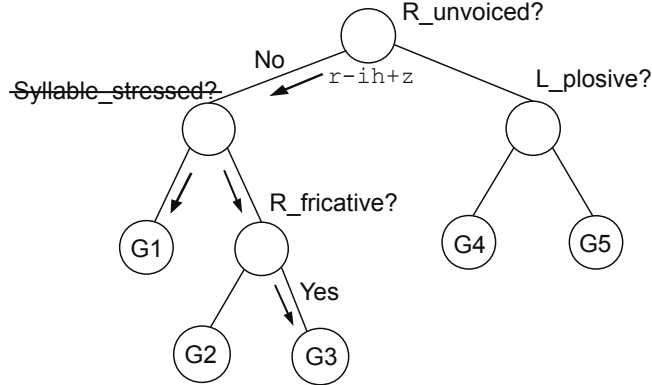 R_unvoiced?
No
r-ih+z
Syllable_stressed?
L_plosive?
R_fricative?
G1
G4
G5
Yes
G2
G3